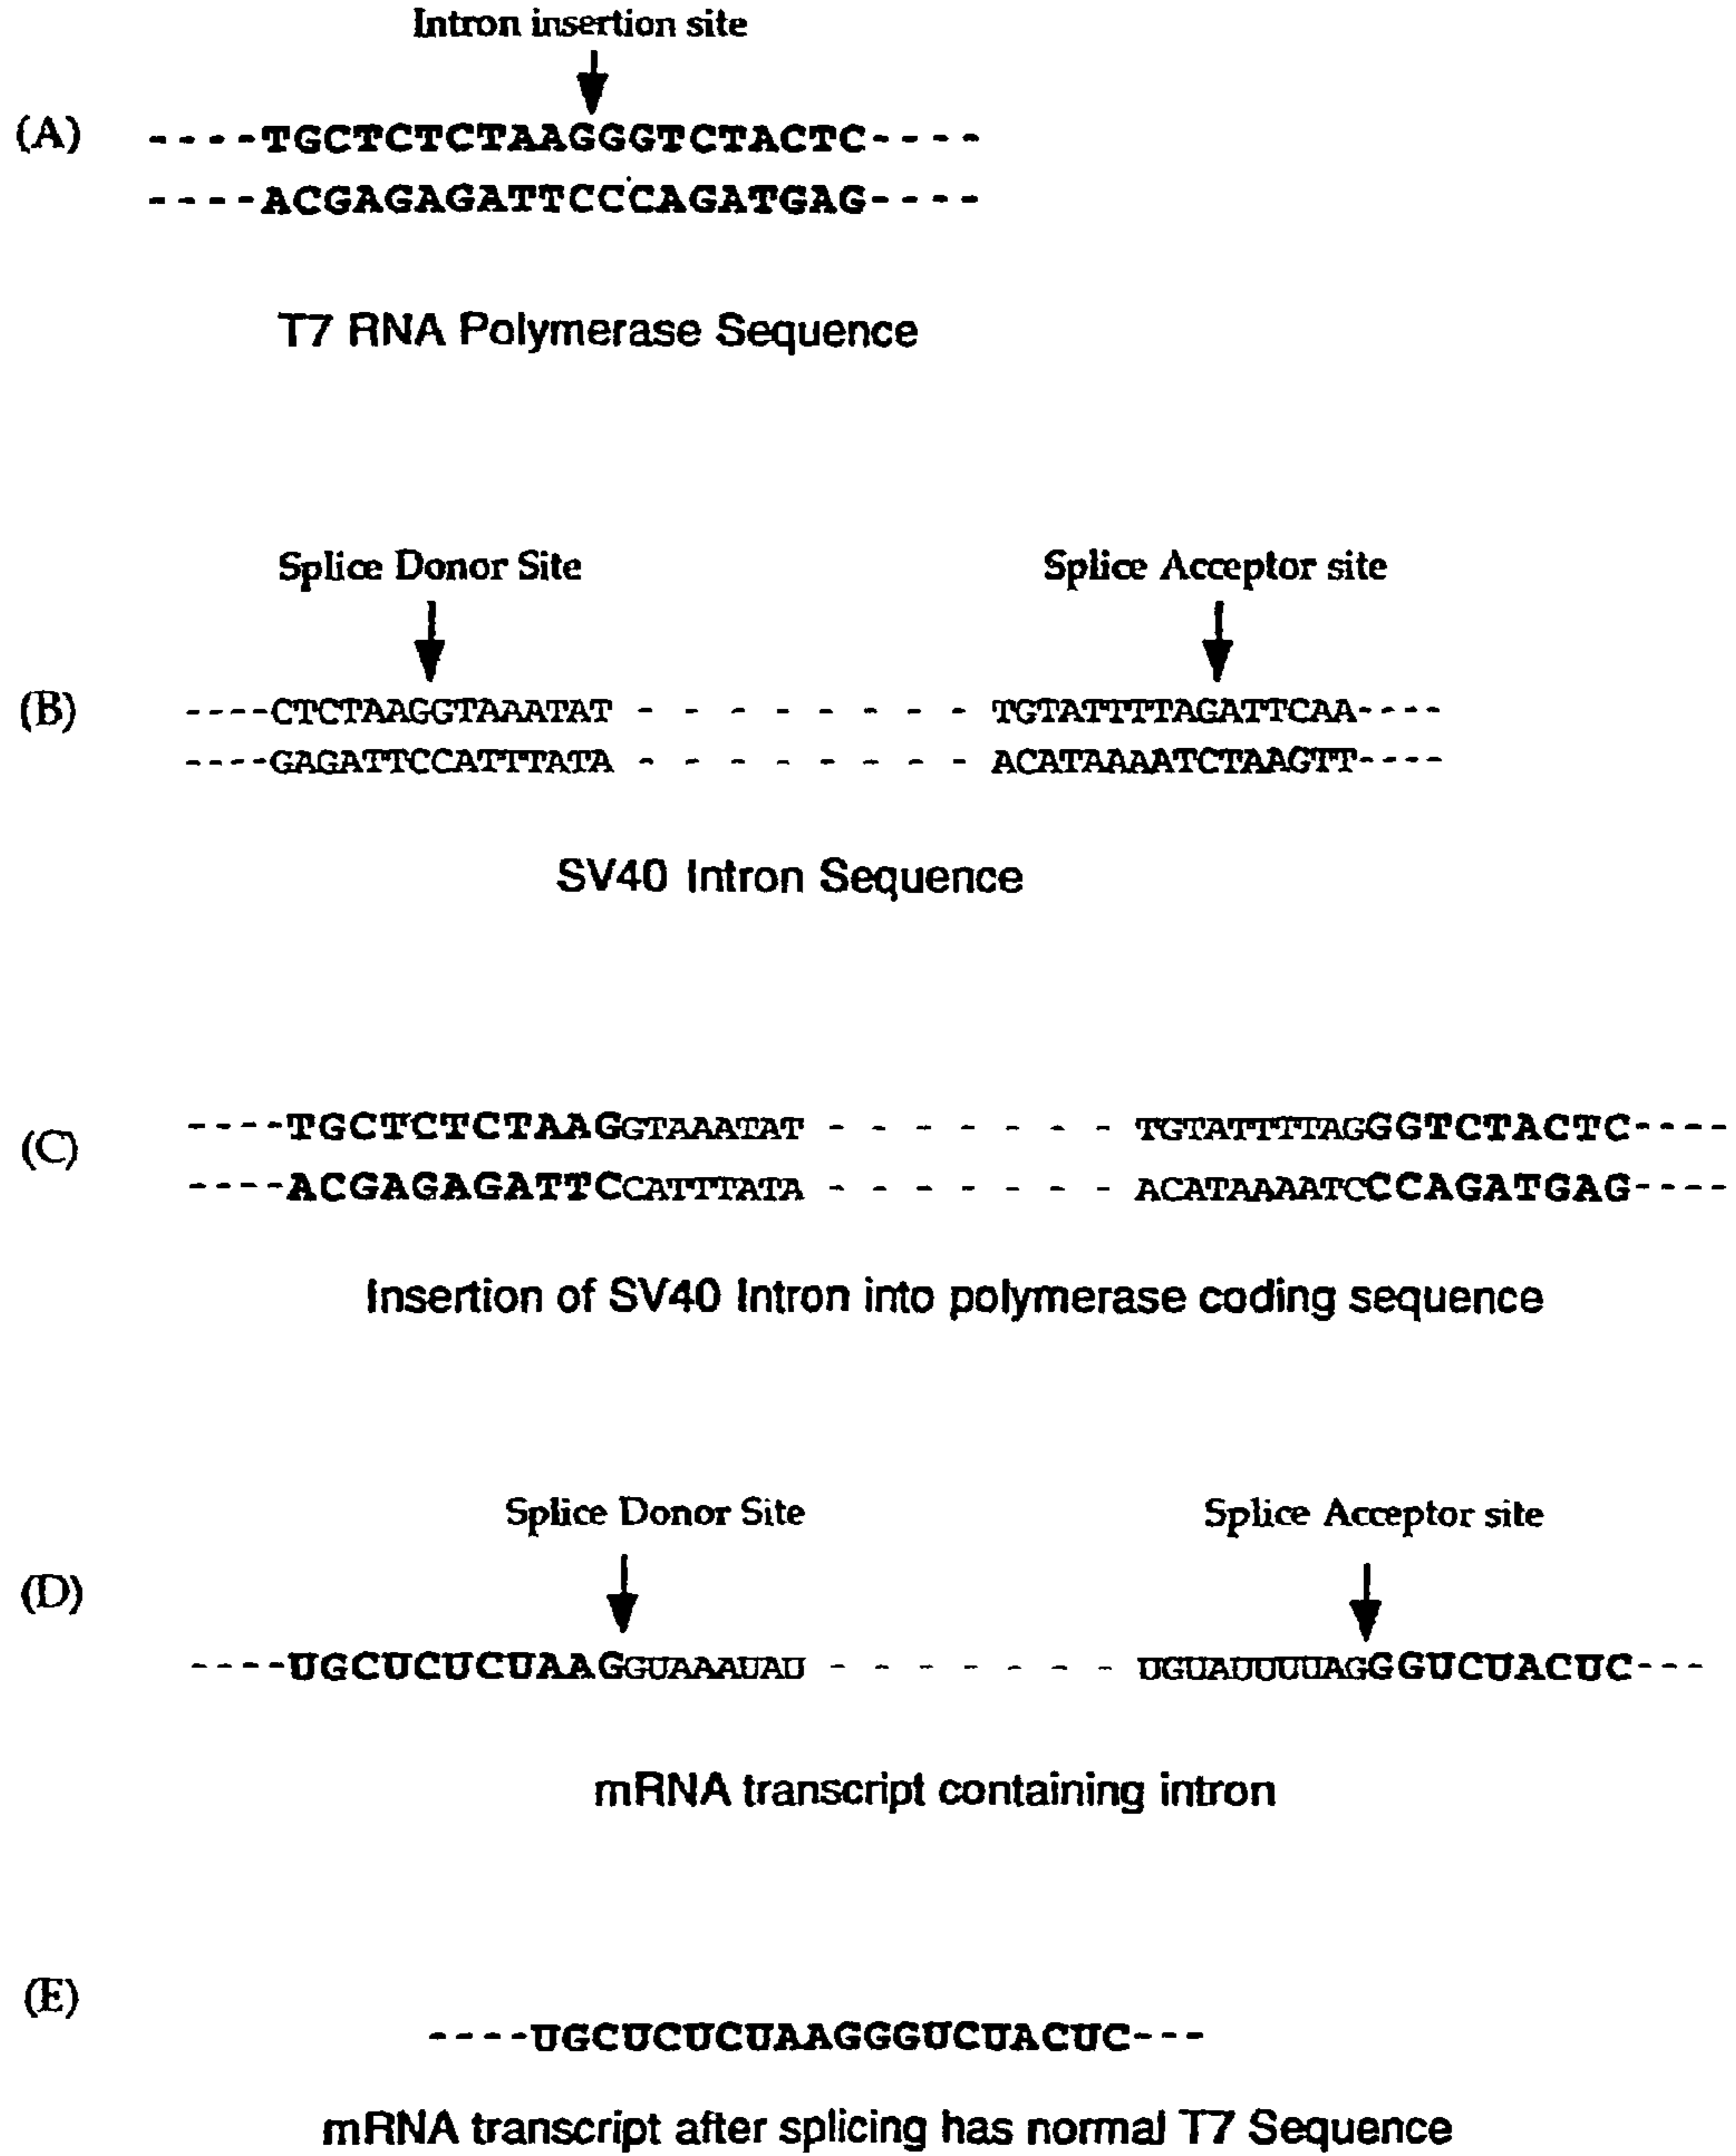 Intron insertion site
(A) ----TGCTCTCTAAGGGTCTACTC----
----ACGAGAGATTCCCAGATGAG----
T7 RNA Polymerase Sequence
Splice Donor Site Splice Acceptor site
(B) ----CTCTAAGGTAAATAT - - - - - - - - TGTATTTTAGATTCAA----
----GAGATTCCATTTATA - - - - - - - - ACATAAAATCTAAGTT----
SV40 Intron Sequence
(C) ----TGCTCTCTAAGGTAAATAT - - - - - - - TGTATTTTAGGGTCTACTC----
----ACGAGAGATTCCATTTATA - - - - - - - ACATAAAATCCCAGATGAG----
Insertion of SV40 Intron into polymerase coding sequence
Splice Donor Site Splice Acceptor site
(D) ----UGCUCUCUAAGGUAAAUAU - - - - - - - UGUAUUUUAGGGUCUACUC---
mRNA transcript containing intron
(E) ----UGCUCUCUAAGGGUCUACUC---
mRNA transcript after splicing has normal T7 Sequence